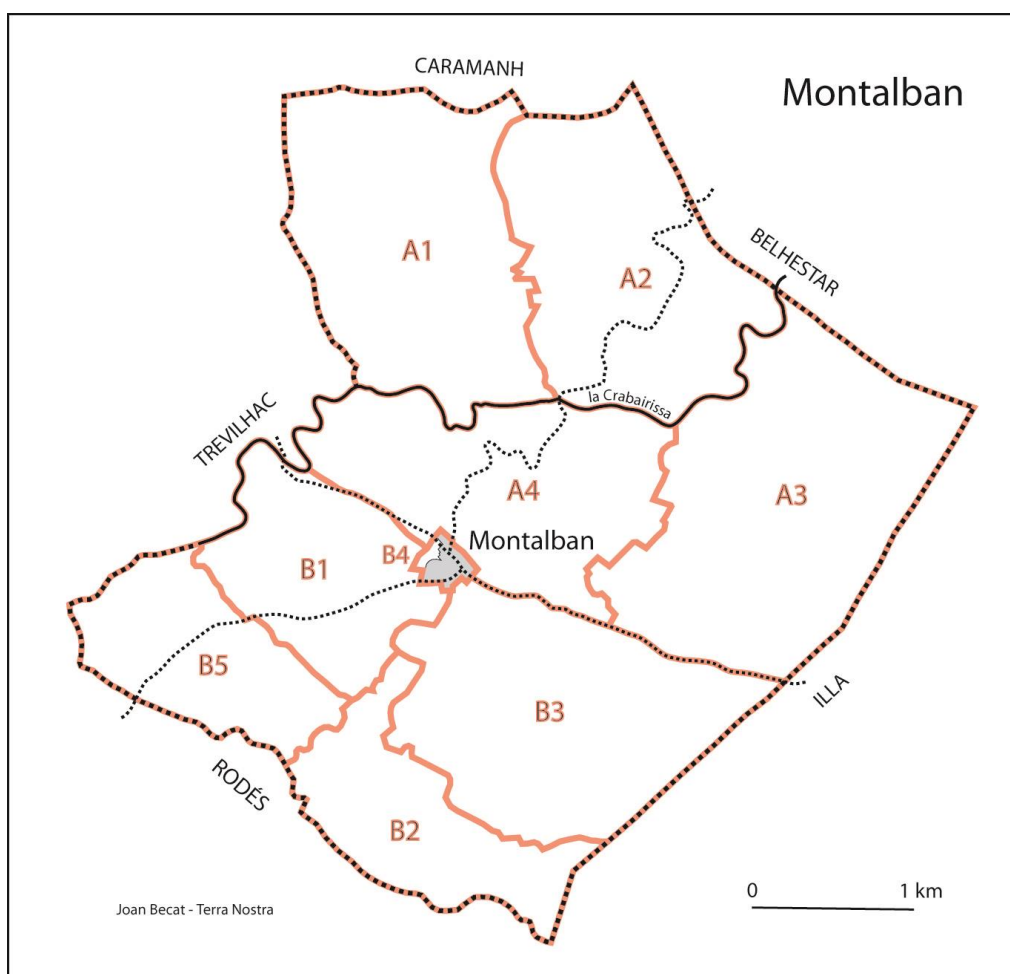 CARAMANH
Montalban
A1
A2
BELHESTAR
TREVILHAC
la Crabairissa
A4
A3
Montalban
B4
B1
B5
B3
ILLA
RODÉS
B2
0 1 km
Joan Becat - Terra Nostra